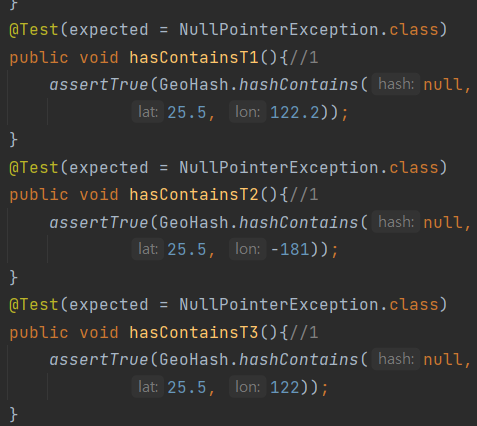 }
@Test(expected = NullPointerException.class)
public void hasContainsT1(){//1
assertTrue(GeoHash.hashContains( hash: null,
lat: 25.5, lon: 122.2));
}
@Test(expected = NullPointerException.class)
public void hasContainsT2(){//1
assertTrue(GeoHash.hashContains( hash: null,
lat: 25.5, lon: -181));
}
@Test(expected = NullPointerException.class)
public void hasContainsT3(){//1
assertTrue(GeoHash.hashContains( hash: null,
lat: 25.5, lon: 122));
}